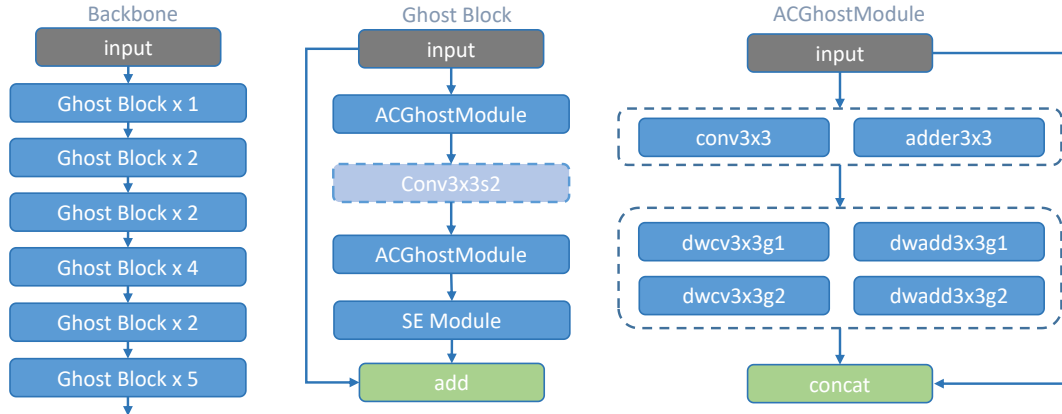 Backbone
input
Ghost Block x 1
Ghost Block x 2
Ghost Block x 2
Ghost Block x 4
Ghost Block x 2
Ghost Block x 5
Ghost Block
input
ACGhostModule
Conv3x3s2
ACGhostModule
SE Module
add
ACGhostModule
input
conv3x3
adder3x3
dwcv3x3g1
dwadd3x3g1
dwcv3x3g2
dwadd3x3g2
concat